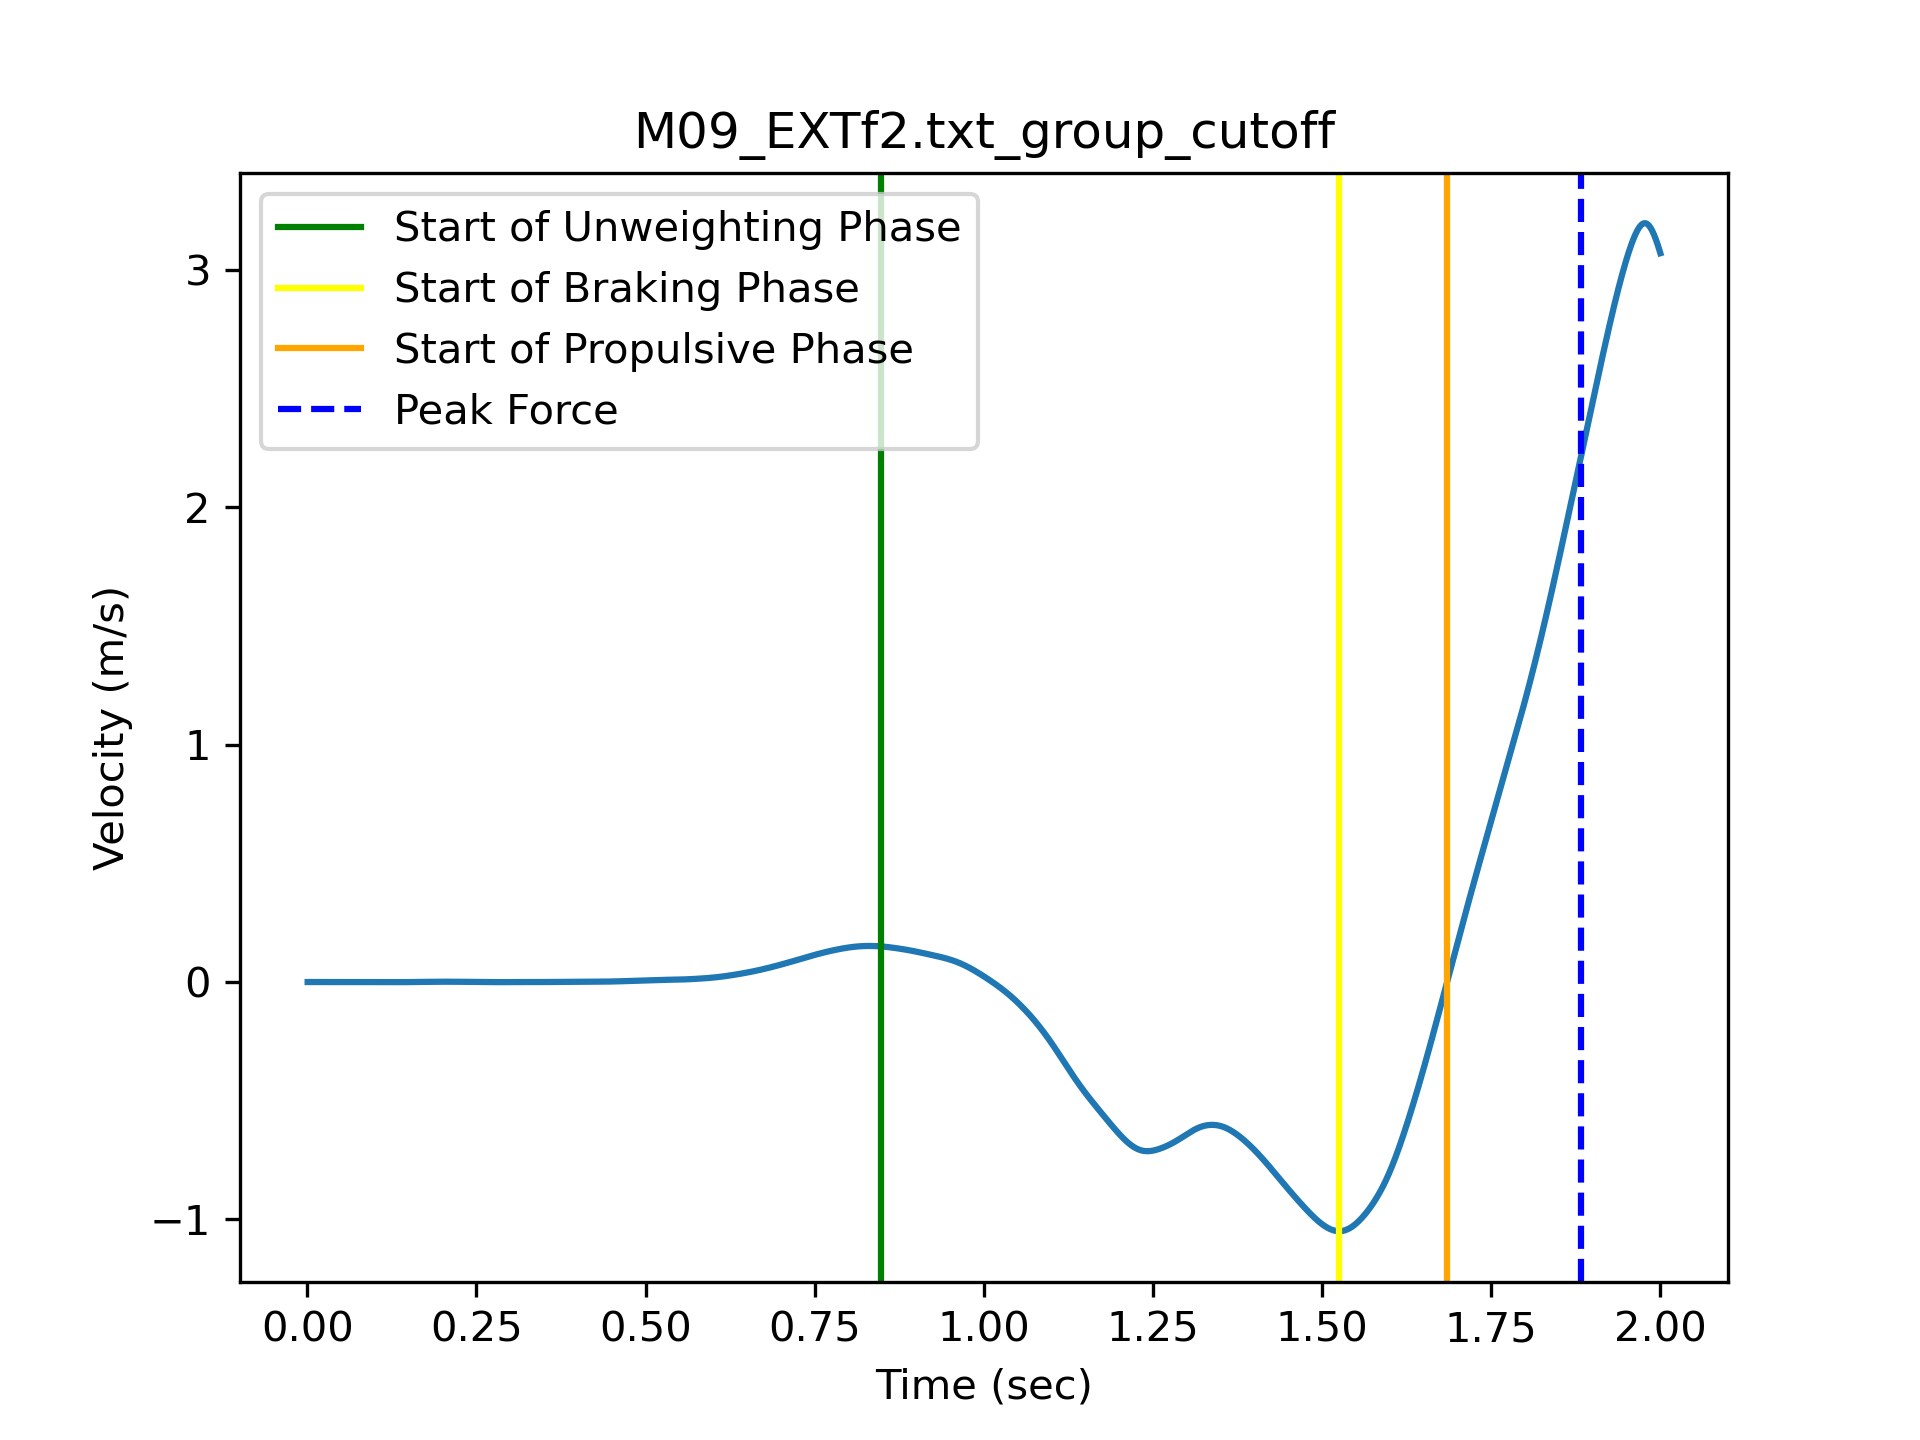 M09_EXTf2.txt_group_cutoff
Start of Unweighting Phase
Start of Braking Phase
Start of Propulsive Phase
Peak Force
3
2
1
0
−1
Velocity (m/s)
0.00 0.25 0.50 0.75 1.00 1.25 1.50 1.75 2.00
Time (sec)